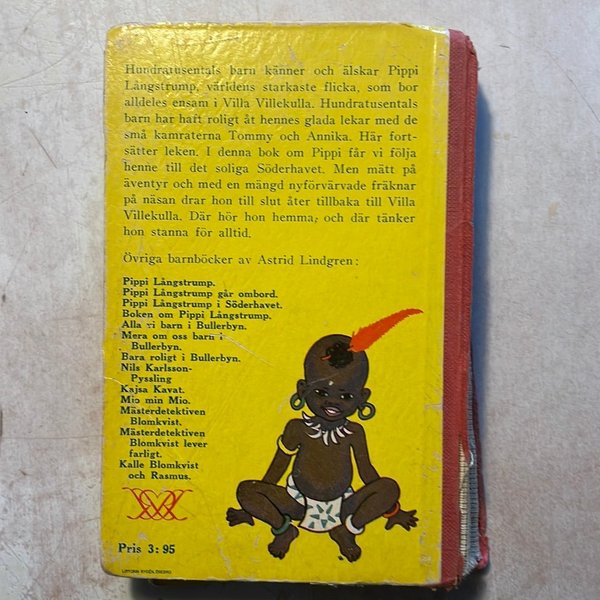 Hundratusentals barn känner och älskar Pippi
Långstrump, världens starkaste flicka, som bor
alldeles ensam i Villa Villekulla. Hundratusentals
barn har haft roligt åt hennes glada lekar med de
små kamraterna Tommy och Annika. Här fort-
sätter leken. I denna bok om Pippi får vi följa
henne till det soliga Söderhavet. Men mätt på
äventyr och med en mängd nyförvärvade fräknar
på näsan drar hon till slut åter tillbaka till Villa
Villekulla. Där hör hon hemma, och där tänker
hon stanna för alltid.
Övriga barnböcker av Astrid Lindgren:
Pippi Långstrump.
Pippi Långstrump går ombord.
Pippi Långstrump i Söderhavet.
Boken om Pippi Långstrump.
Alla vi barn i Bullerbyn.
Mera om oss barn i
Bullerbyn.
Bara roligt i Bullerbyn.
Nils Karlsson-
Pyssling
Kajsa Kavat.
Mio min Mio.
Mästerdetektiven
Blomkvist.
Mästerdetektiven
Blomkvist lever
farligt.
Kalle Blomkvist
och Rasmus.
Pris 3:95